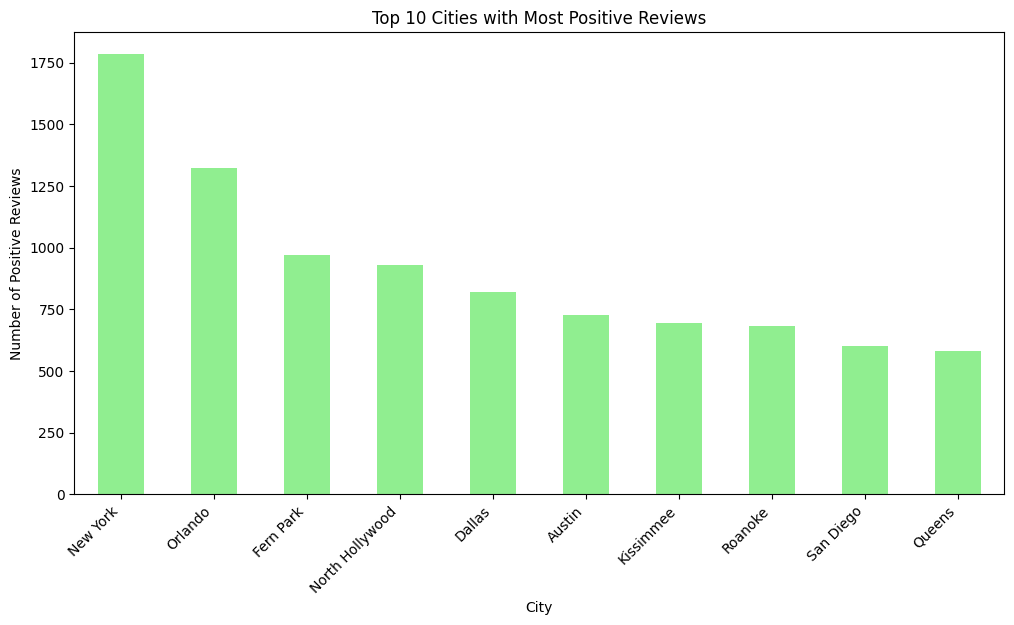 Top 10 Cities with Most Positive Reviews
Number of Positive Reviews
1750
1500
1250
1000
750
500
250
0
New York
Orlando
Fern Park
North Hollywood
Dallas
Austin
Kissimmee
Roanoke
San Diego
Queens
City